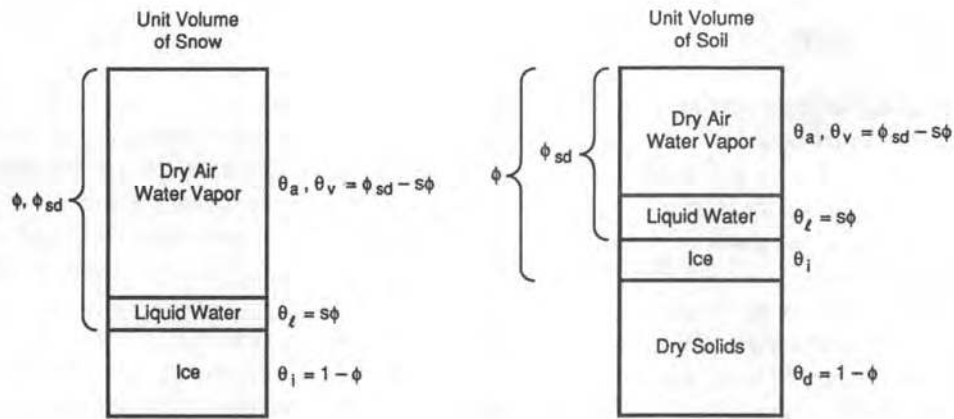 Unit Volume
of Snow
ϕ, ϕsd
Dry Air
Water Vapor
θa , θv = ϕsd – sϕ
Liquid Water
θℓ = sϕ
Ice
θi = 1 – ϕ
Unit Volume
of Soil
ϕ
ϕsd
Dry Air
Water Vapor
θa , θv = ϕsd – sϕ
Liquid Water
θℓ = sϕ
Ice
θi
Dry Solids
θd = 1 – ϕ